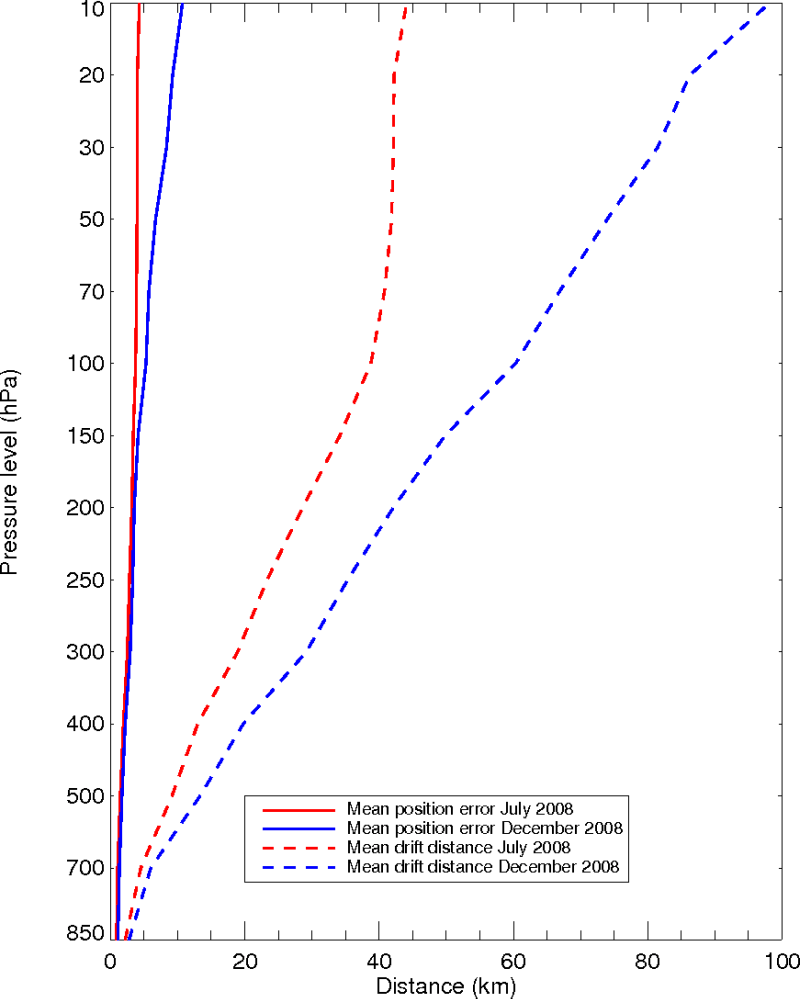 10
20
30
50
70
100
150
200
250
300
400
500
700
850
Pressure level (hPa)
Mean position error July 2008
Mean position error December 2008
Mean drift distance July 2008
Mean drift distance December 2008
0 20 40 60 80 100
Distance (km)